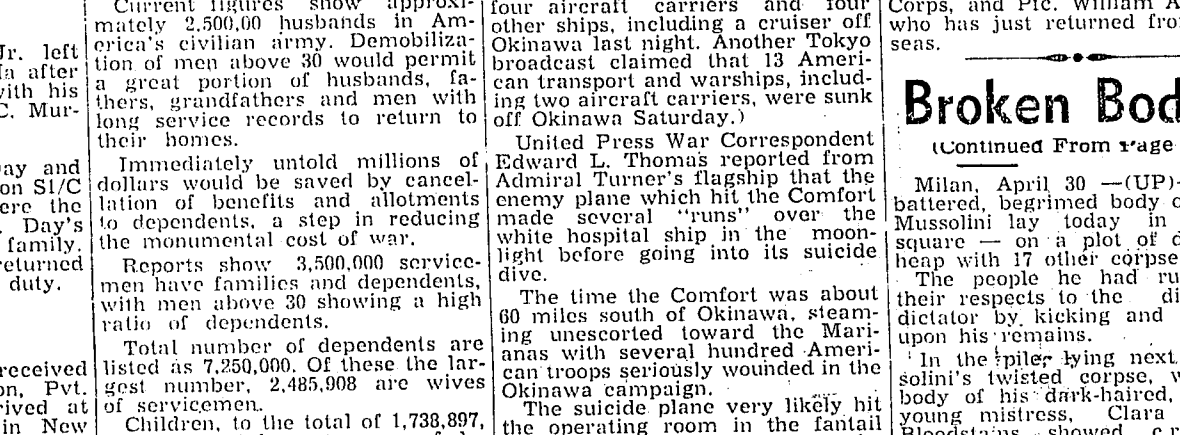 Jr. left
la after
with his
C. Mur-
ay and
on S1/C
ere the
Day's
family.
returned
duty.
received
on, Pvt.
rived at
in New
Current figures show approxi-
mately 2,500,00 husbands in Am-
erica's civilian army. Demobiliza-
tion of men above 30 would permit
a great portion of husbands, fa-
thers, grandfathers and men with
long service records to return to
their homes.
Immediately untold millions of
dollars would be saved by cancel-
lation of benefits and allotments
to dependents, a step in reducing
the monumental cost of war.
Reports show 3,500,000 service-
men have families and dependents,
with men above 30 showing a high
ratio of dependents.
Total number of dependents are
listed as 7,250,000. Of these the lar-
gest number, 2,485,908 are wives
of servicemen.
Children, to the total of 1,738,897,
four aircraft carriers and four
other ships, including a cruiser off
Okinawa last night. Another Tokyo
broadcast claimed that 13 Ameri-
can transport and warships, includ-
ing two aircraft carriers, were sunk
off Okinawa Saturday.)
United Press War Correspondent
Edward L. Thomas reported from
Admiral Turner's flagship that the
enemy plane which hit the Comfort
made several "runs" over the
white hospital ship in the moon-
light before going into its suicide
dive.
The time the Comfort was about
60 miles south of Okinawa, steam-
ing unescorted toward the Mari-
anas with several hundred Ameri-
can troops seriously wounded in the
Okinawa campaign.
The suicide plane very likely hit
the operating room in the fantail
Corps, and Pfc. William A
who has just returned fro
seas.
Broken Bod
(Continued From Page
Milan, April 30 —(UP)-
battered, begrimed body o
Mussolini lay today in
square — on a plot of d
heap with 17 other corpse
The people he had ru
their respects to the di
dictator by kicking and
upon his remains.
In the pile, lying next
solini's twisted corpse, w
body of his dark-haired,
young mistress, Clara
Bloodstains showed